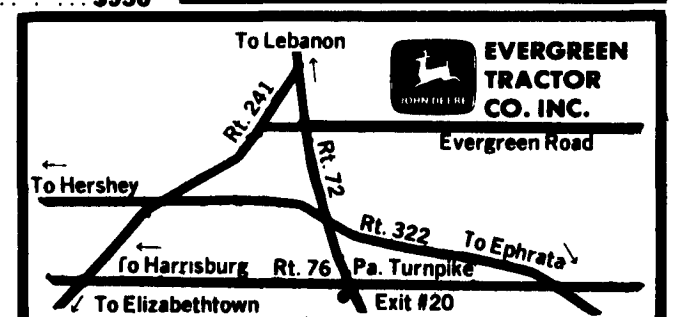 $950
To Lebanon
EVERGREEN
TRACTOR
CO. INC.
JOHN DEERE
Rt. 241
Evergreen Road
Rt. 72
To Hershey
Rt. 322
To Ephrata
To Harrisburg Rt. 76 Pa. Turnpike
To Elizabethtown Exit #20